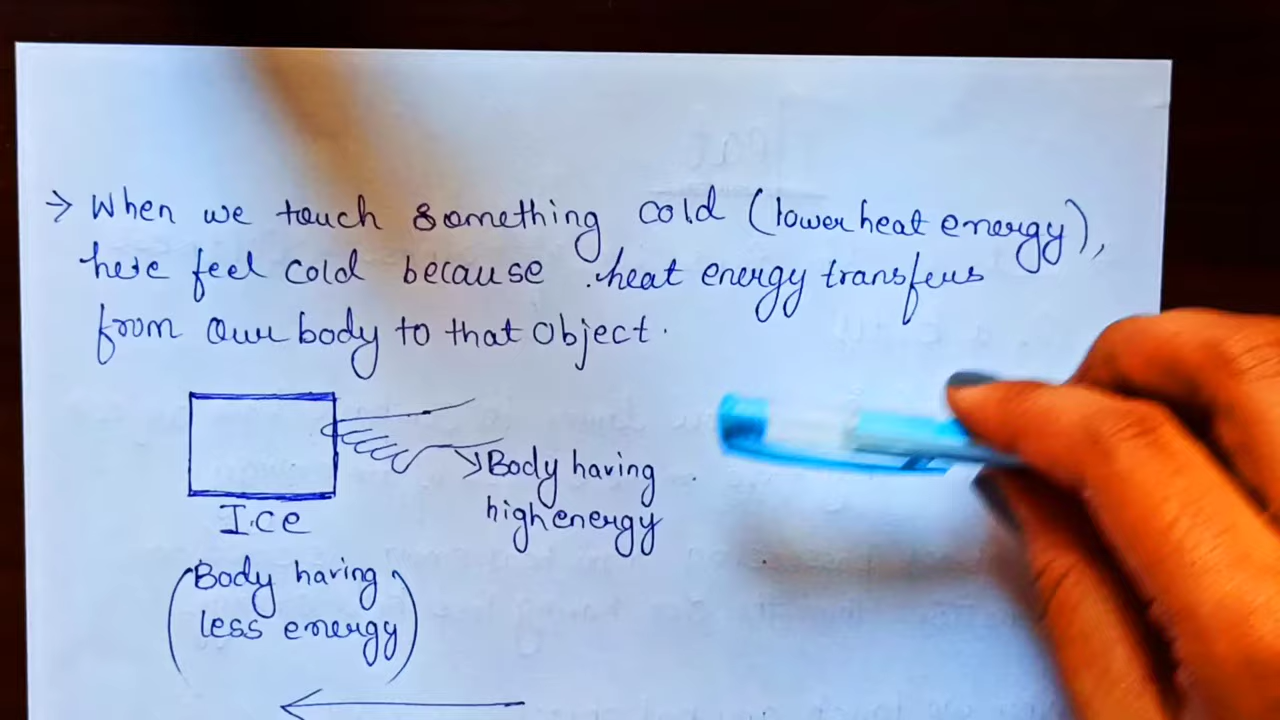 → When we touch something cold (lower heat energy),
here feel cold because heat energy transfers
from our body to that object.
Body having
high energy
Ice
(Body having
less energy)